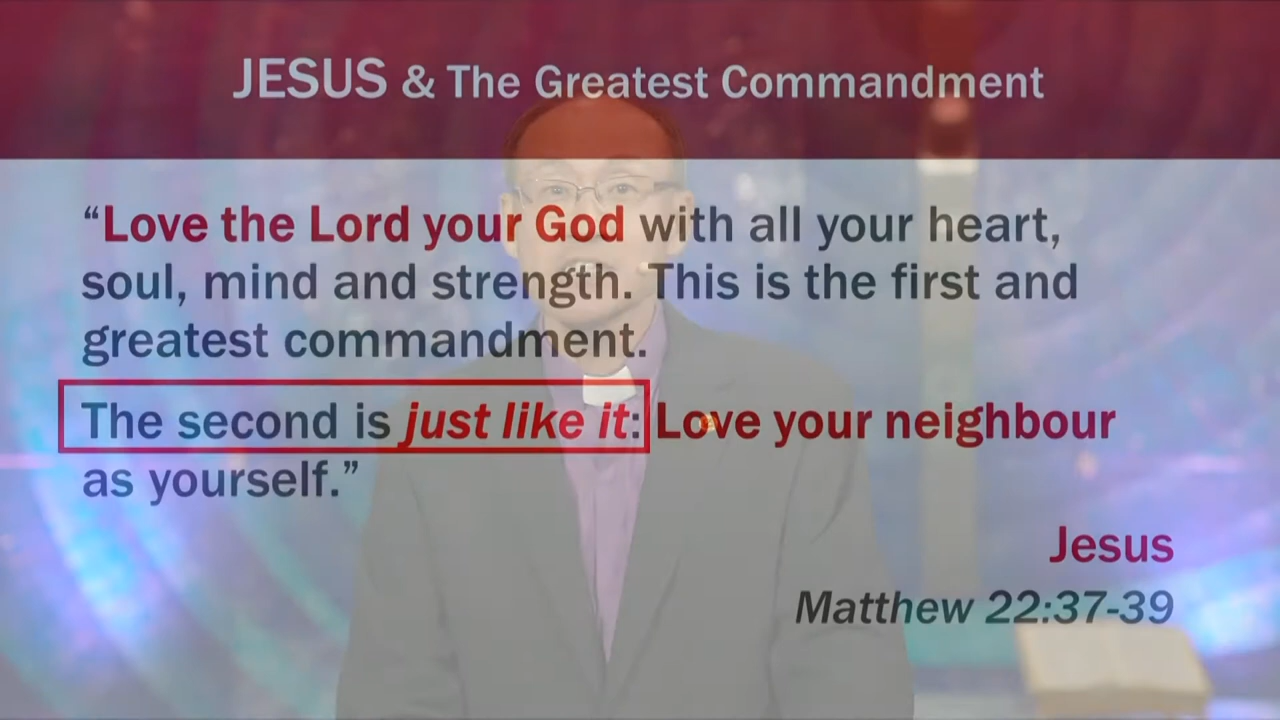 JESUS & The Greatest Commandment
“Love the Lord your God with all your heart,
soul, mind and strength. This is the first and
greatest commandment.
The second is just like it: Love your neighbour
as yourself.”
Jesus
Matthew 22:37-39